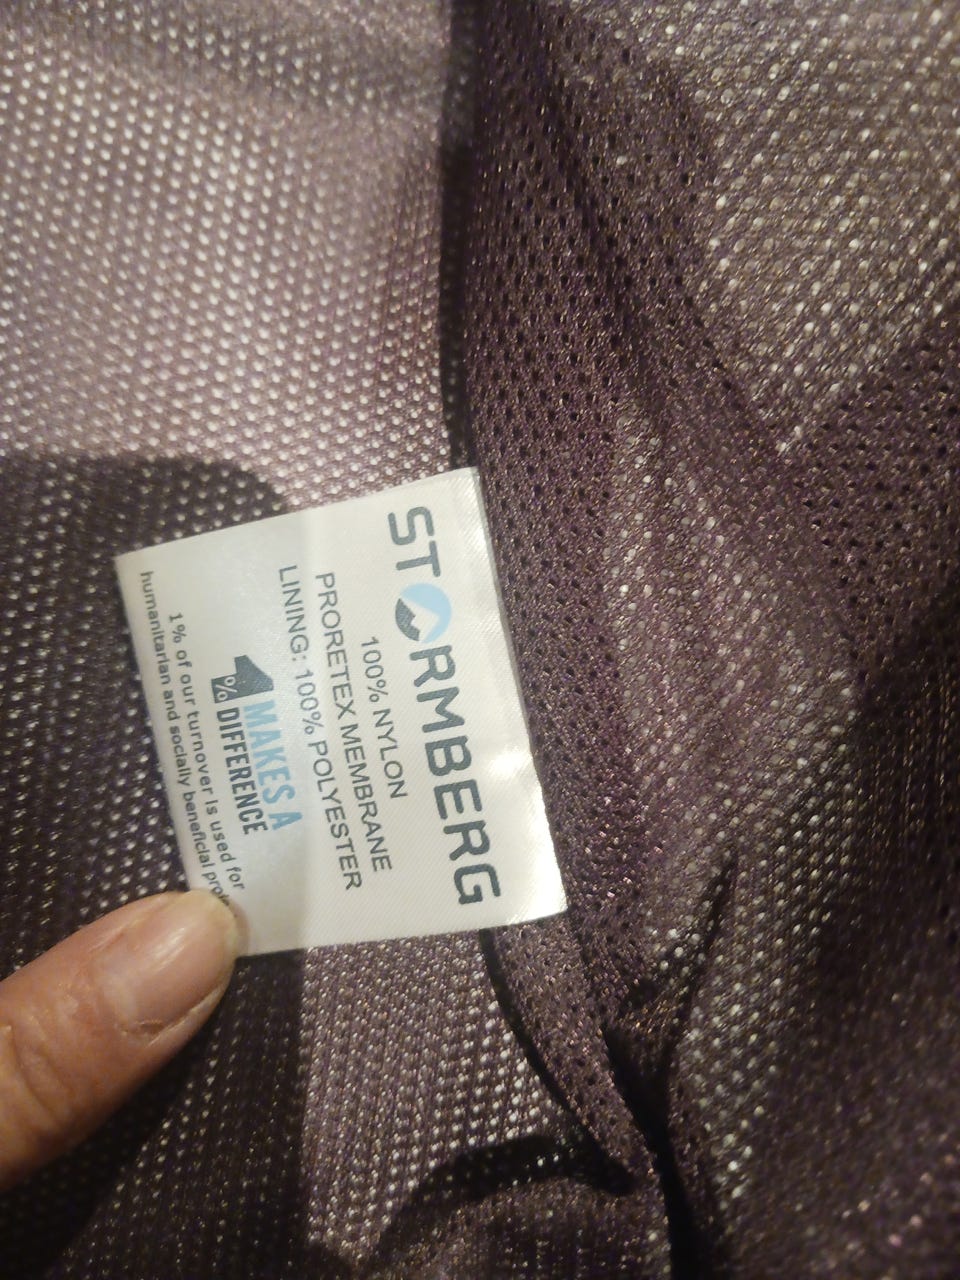 STORMBERG
100% NYLON
PRORETEX MEMBRANE
LINING: 100% POLYESTER
1% MAKES A
DIFFERENCE
1% of our turnover is used for
humanitarian and socially beneficial